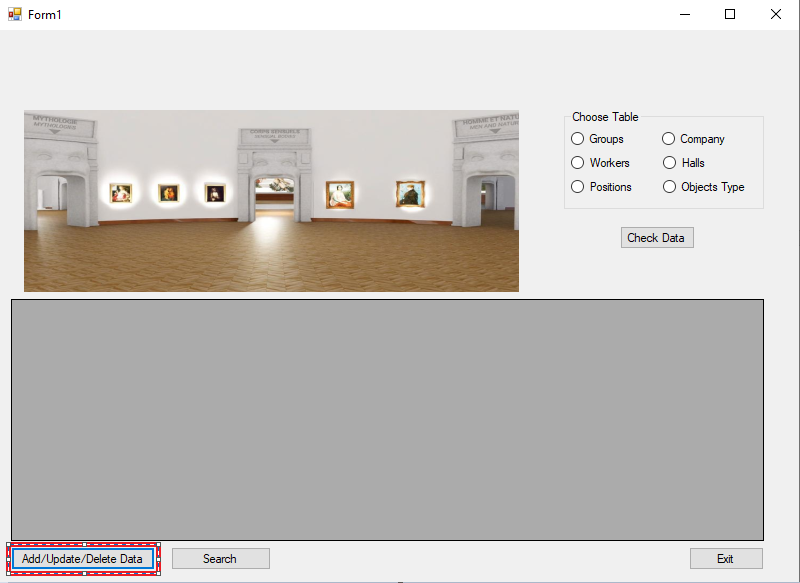 Form1
MYTHOLOGIE
MYTHOLOGIES
CORPS SENSUELS
SENSUAL BODIES
HOMME ET NATU
MEN AND NATUR
Choose Table
Groups
Company
Workers
Halls
Positions
Objects Type
Check Data
Add/Update/Delete Data
Search
Exit